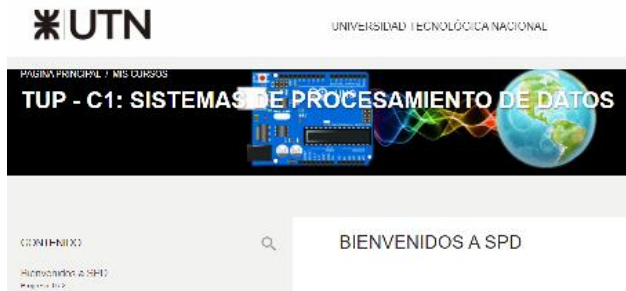 UTN
UNIVERSIDAD TECNOLÓGICA NACIONAL
PÁGINA PRINCIPAL / MIS CURSOS
TUP - C1: SISTEMAS DE PROCESAMIENTO DE DATOS
UNO
CONTENIDO
BIENVENIDOS A SPD
Bienvenidos a SPD